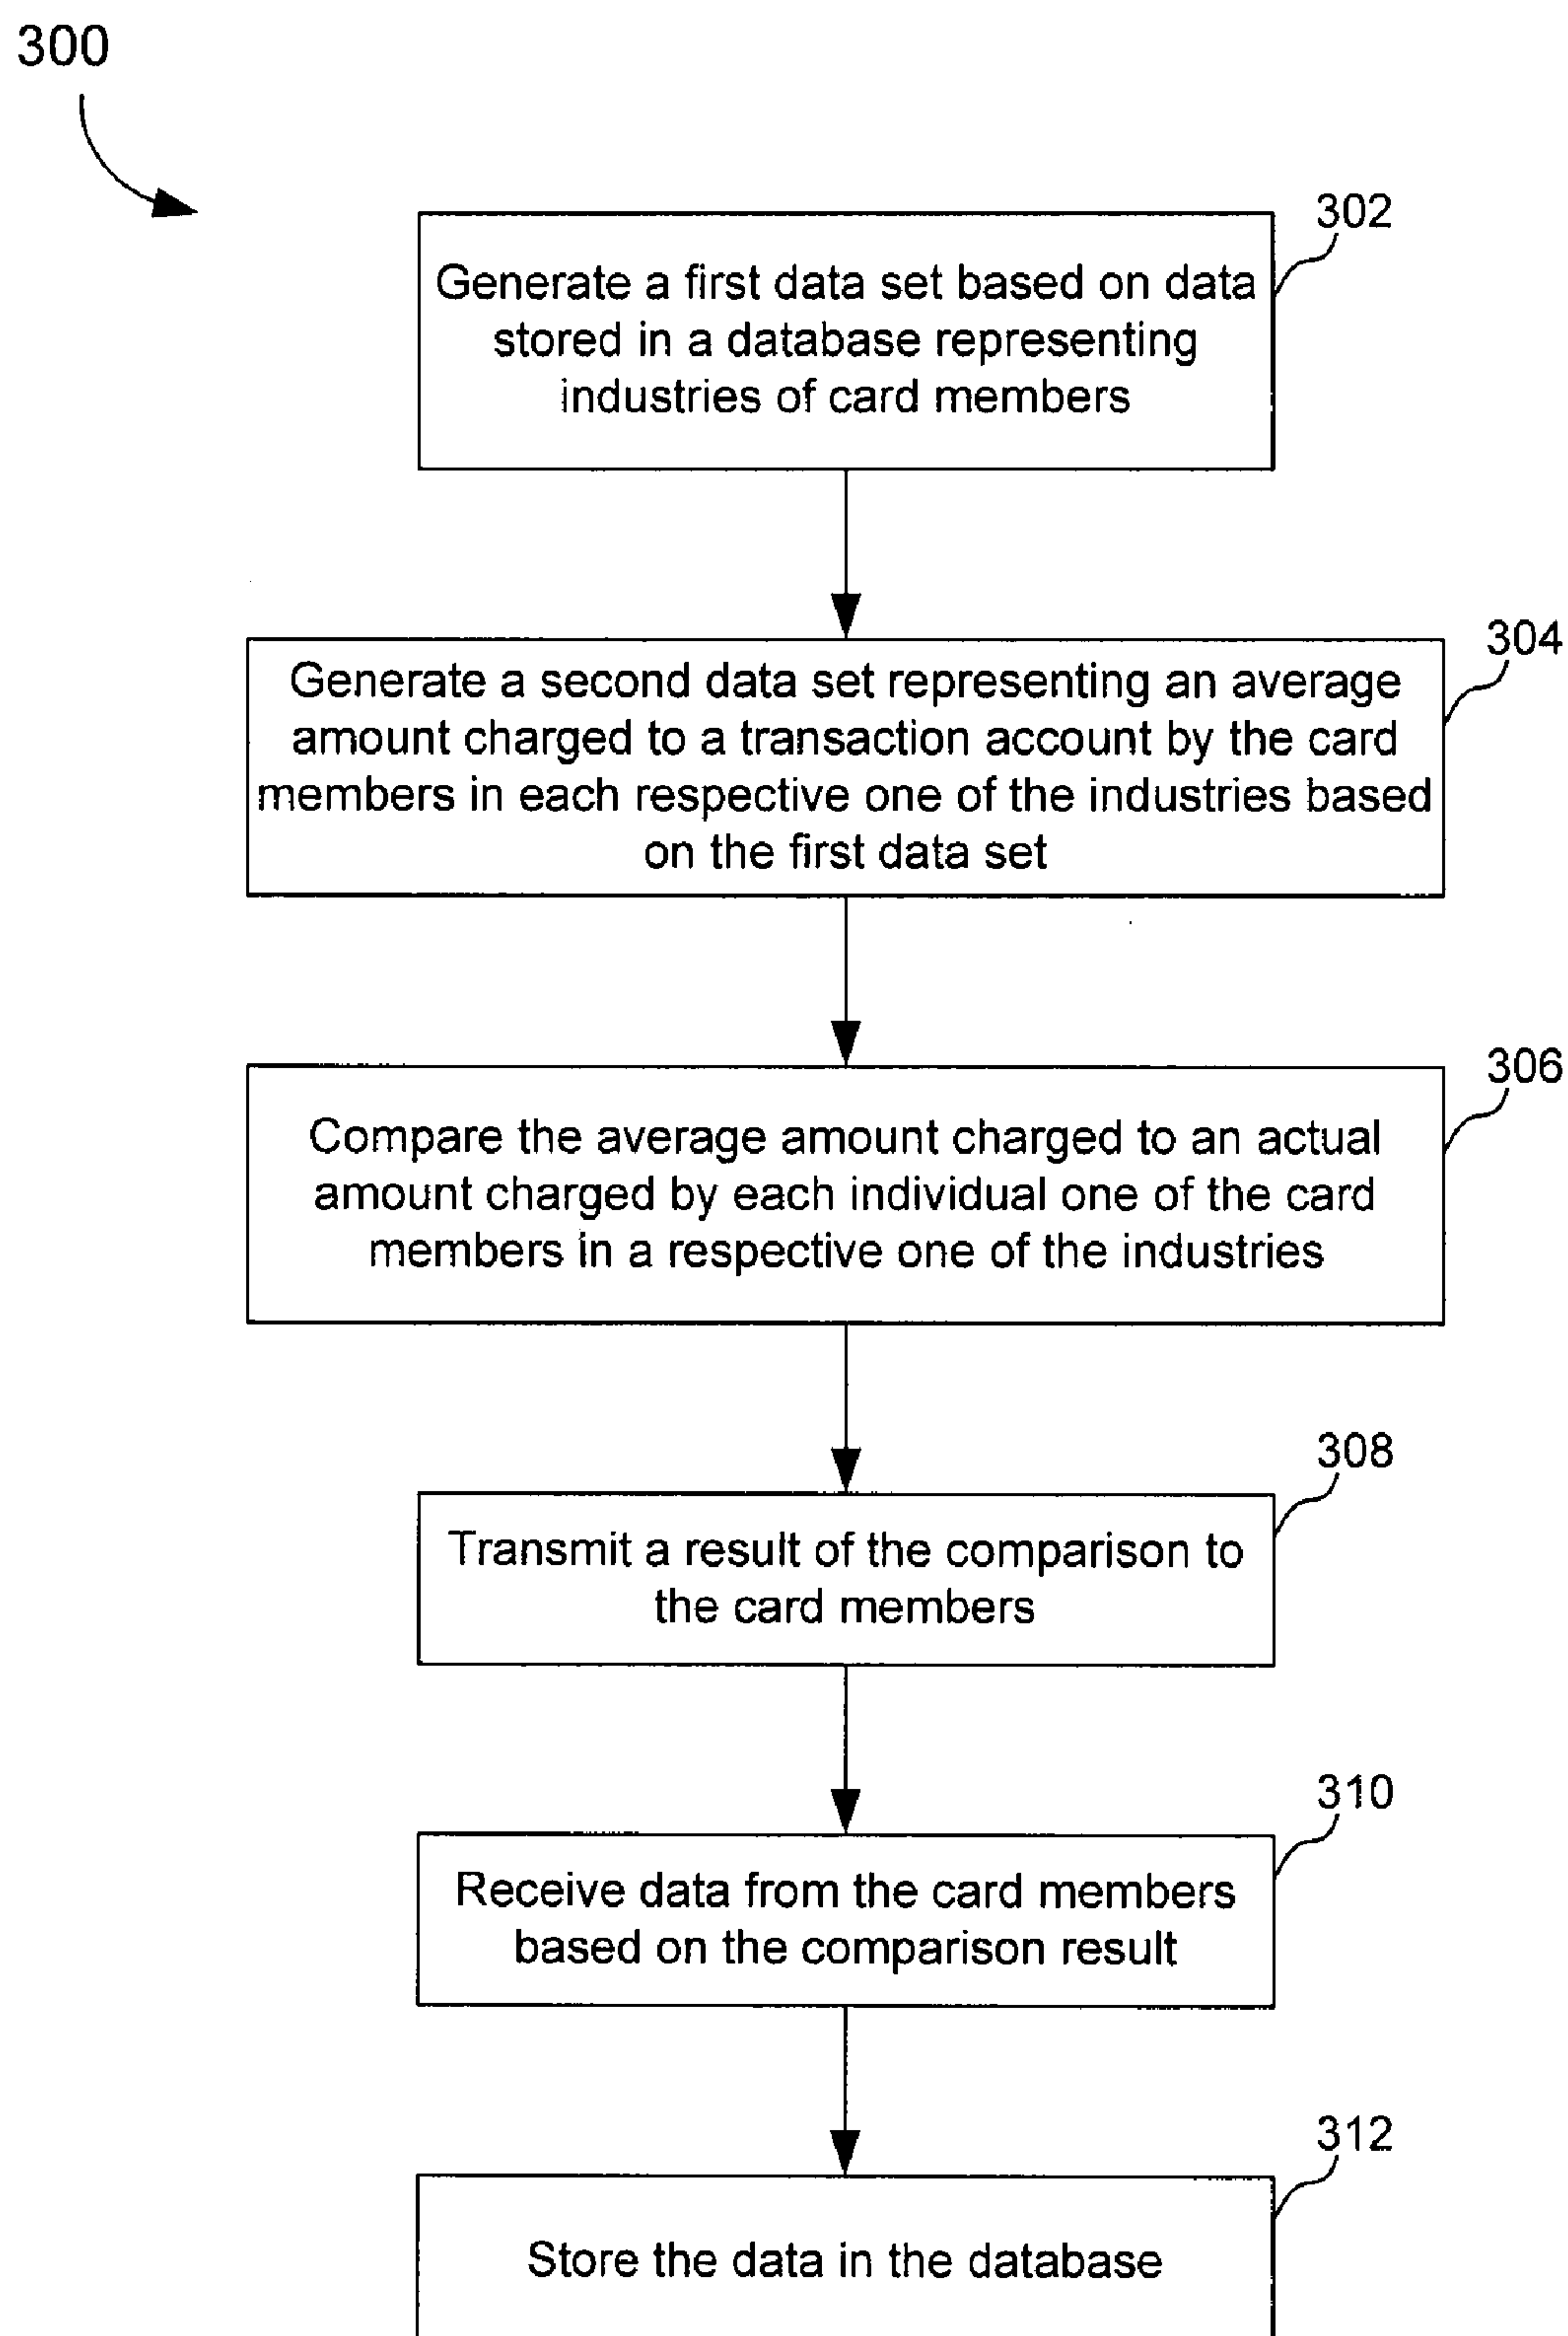 300
302
Generate a first data set based on data
stored in a database representing
industries of card members
304
Generate a second data set representing an average
amount charged to a transaction account by the card
members in each respective one of the industries based
on the first data set
306
Compare the average amount charged to an actual
amount charged by each individual one of the card
members in a respective one of the industries
308
Transmit a result of the comparison to
the card members
310
Receive data from the card members
based on the comparison result
312
Store the data in the database